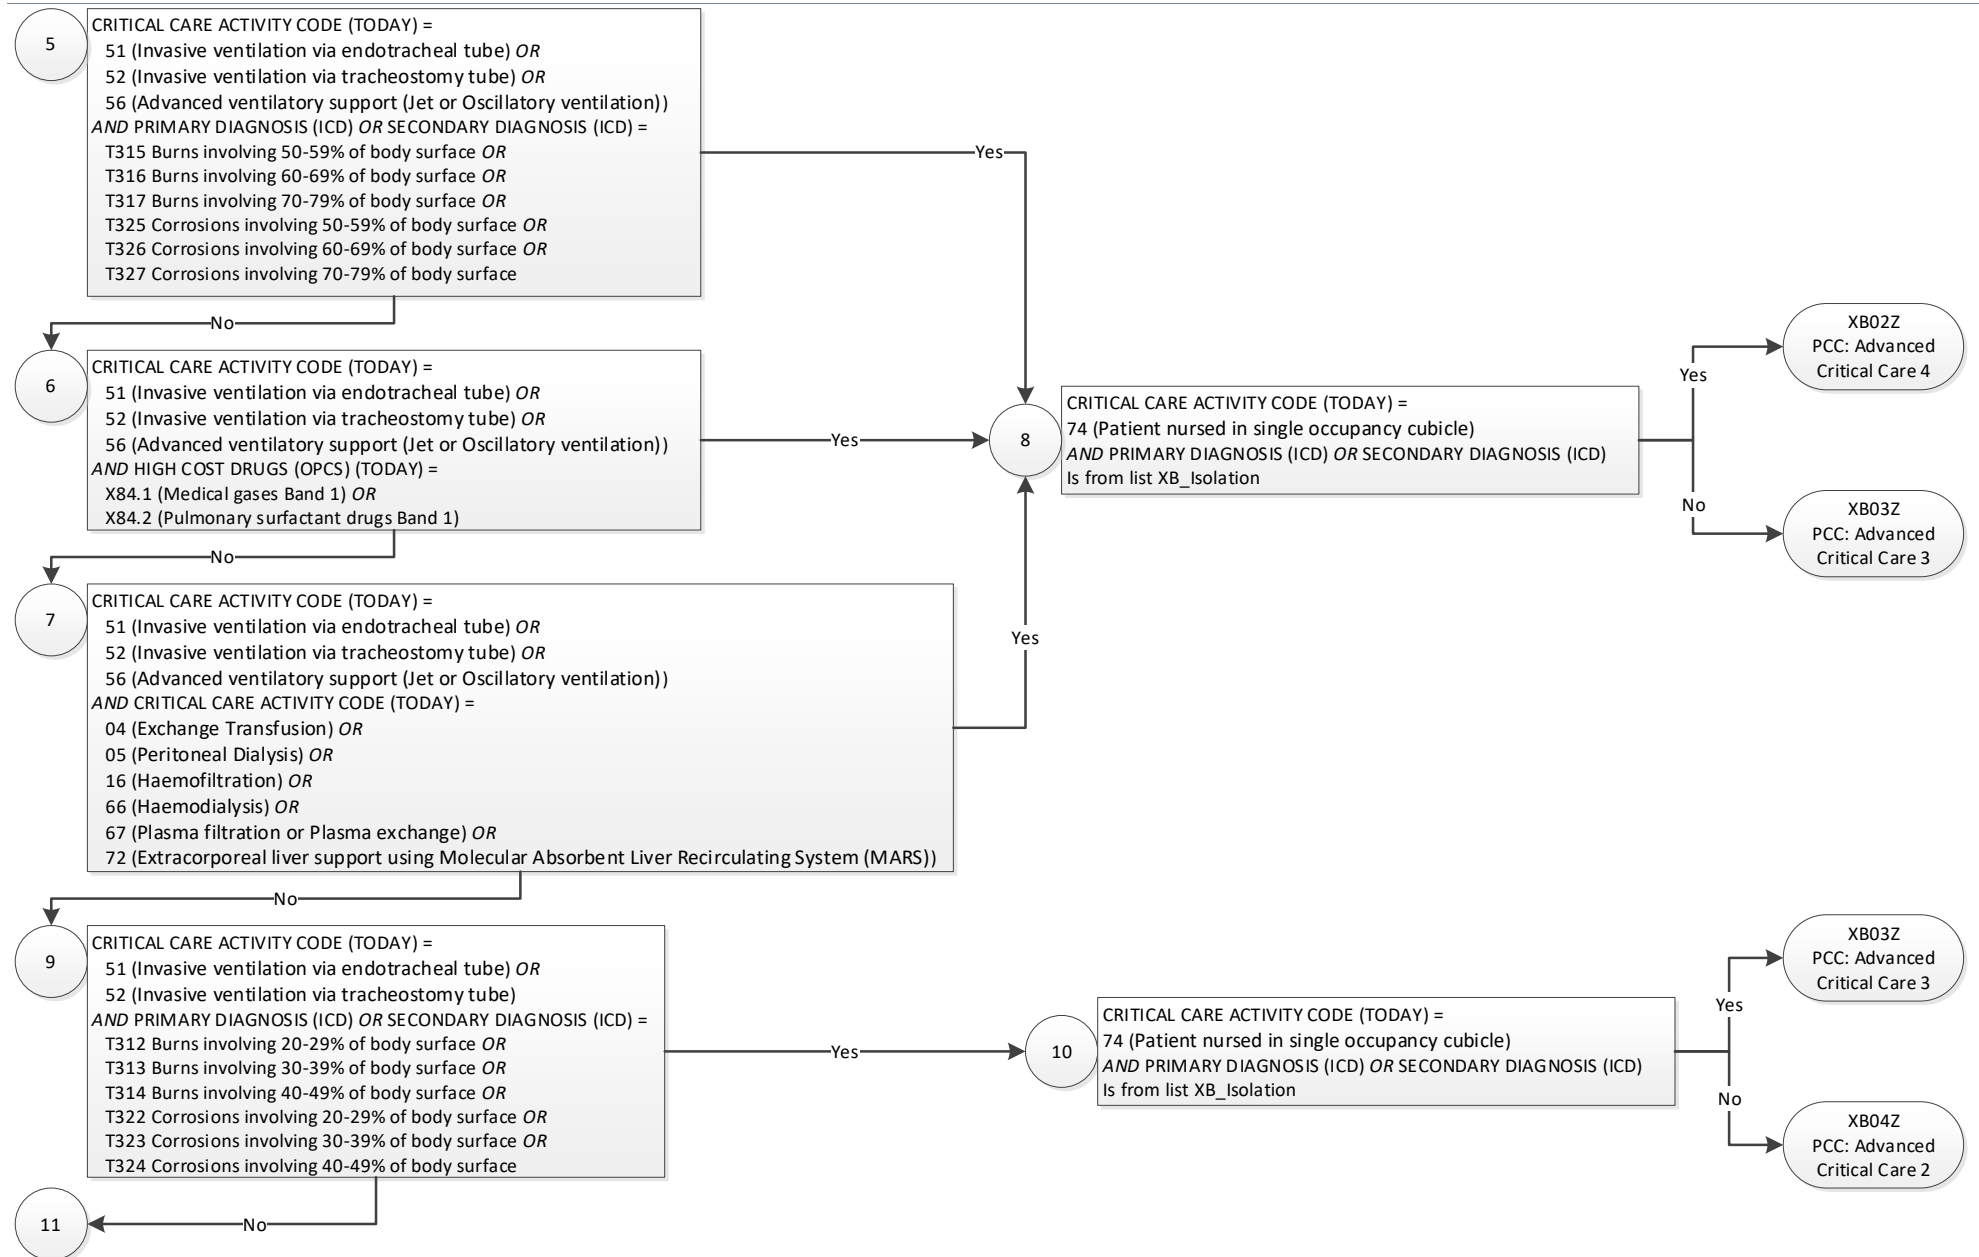 5
CRITICAL CARE ACTIVITY CODE (TODAY) =
51 (Invasive ventilation via endotracheal tube) OR
52 (Invasive ventilation via tracheostomy tube) OR
56 (Advanced ventilatory support (Jet or Oscillatory ventilation))
AND PRIMARY DIAGNOSIS (ICD) OR SECONDARY DIAGNOSIS (ICD) =
T315 Burns involving 50-59% of body surface OR
T316 Burns involving 60-69% of body surface OR
T317 Burns involving 70-79% of body surface OR
T325 Corrosions involving 50-59% of body surface OR
T326 Corrosions involving 60-69% of body surface OR
T327 Corrosions involving 70-79% of body surface
Yes
No
6
CRITICAL CARE ACTIVITY CODE (TODAY) =
51 (Invasive ventilation via endotracheal tube) OR
52 (Invasive ventilation via tracheostomy tube) OR
56 (Advanced ventilatory support (Jet or Oscillatory ventilation))
AND HIGH COST DRUGS (OPCS) (TODAY) =
X84.1 (Medical gases Band 1) OR
X84.2 (Pulmonary surfactant drugs Band 1)
Yes
No
8
CRITICAL CARE ACTIVITY CODE (TODAY) =
74 (Patient nursed in single occupancy cubicle)
AND PRIMARY DIAGNOSIS (ICD) OR SECONDARY DIAGNOSIS (ICD)
Is from list XB_Isolation
Yes
XB02Z
PCC: Advanced
Critical Care 4
No
XB03Z
PCC: Advanced
Critical Care 3
7
CRITICAL CARE ACTIVITY CODE (TODAY) =
51 (Invasive ventilation via endotracheal tube) OR
52 (Invasive ventilation via tracheostomy tube) OR
56 (Advanced ventilatory support (Jet or Oscillatory ventilation))
AND CRITICAL CARE ACTIVITY CODE (TODAY) =
04 (Exchange Transfusion) OR
05 (Peritoneal Dialysis) OR
16 (Haemofiltration) OR
66 (Haemodialysis) OR
67 (Plasma filtration or Plasma exchange) OR
72 (Extracorporeal liver support using Molecular Absorbent Liver Recirculating System (MARS))
Yes
No
9
CRITICAL CARE ACTIVITY CODE (TODAY) =
51 (Invasive ventilation via endotracheal tube) OR
52 (Invasive ventilation via tracheostomy tube)
AND PRIMARY DIAGNOSIS (ICD) OR SECONDARY DIAGNOSIS (ICD) =
T312 Burns involving 20-29% of body surface OR
T313 Burns involving 30-39% of body surface OR
T314 Burns involving 40-49% of body surface OR
T322 Corrosions involving 20-29% of body surface OR
T323 Corrosions involving 30-39% of body surface OR
T324 Corrosions involving 40-49% of body surface
Yes
No
10
CRITICAL CARE ACTIVITY CODE (TODAY) =
74 (Patient nursed in single occupancy cubicle)
AND PRIMARY DIAGNOSIS (ICD) OR SECONDARY DIAGNOSIS (ICD)
Is from list XB_Isolation
Yes
XB03Z
PCC: Advanced
Critical Care 3
No
XB04Z
PCC: Advanced
Critical Care 2
11